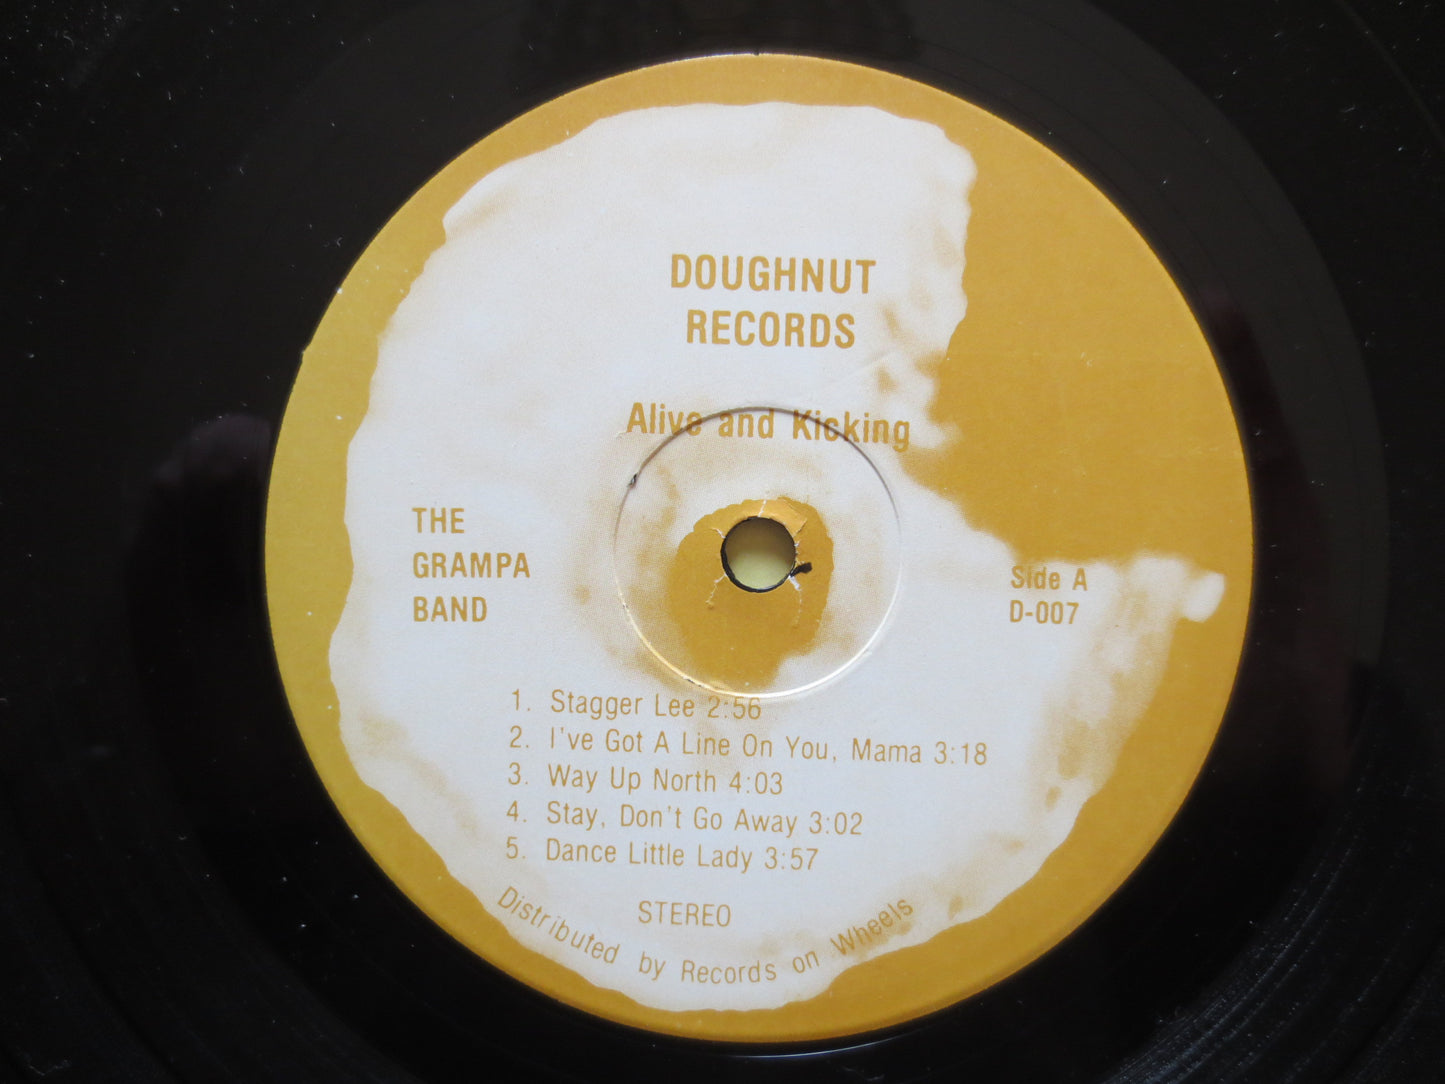 DOUGHNUT
RECORDS
Alive and Kicking
THE
GRAMPA
BAND
Side A
D-007
1. Stagger Lee 2:56
2. I've Got A Line On You, Mama 3:18
3. Way Up North 4:03
4. Stay, Don't Go Away 3:02
5. Dance Little Lady 3:57
STEREO
Distributed by Records on Wheels